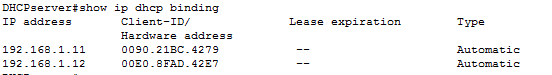 DHCPserver#show ip dhcp binding
IP address       Client-ID/              Lease expiration        Type
                 Hardware address
192.168.1.11     0090.21BC.4279           --                     Automatic
192.168.1.12     00E0.8FAD.42E7           --                     Automatic